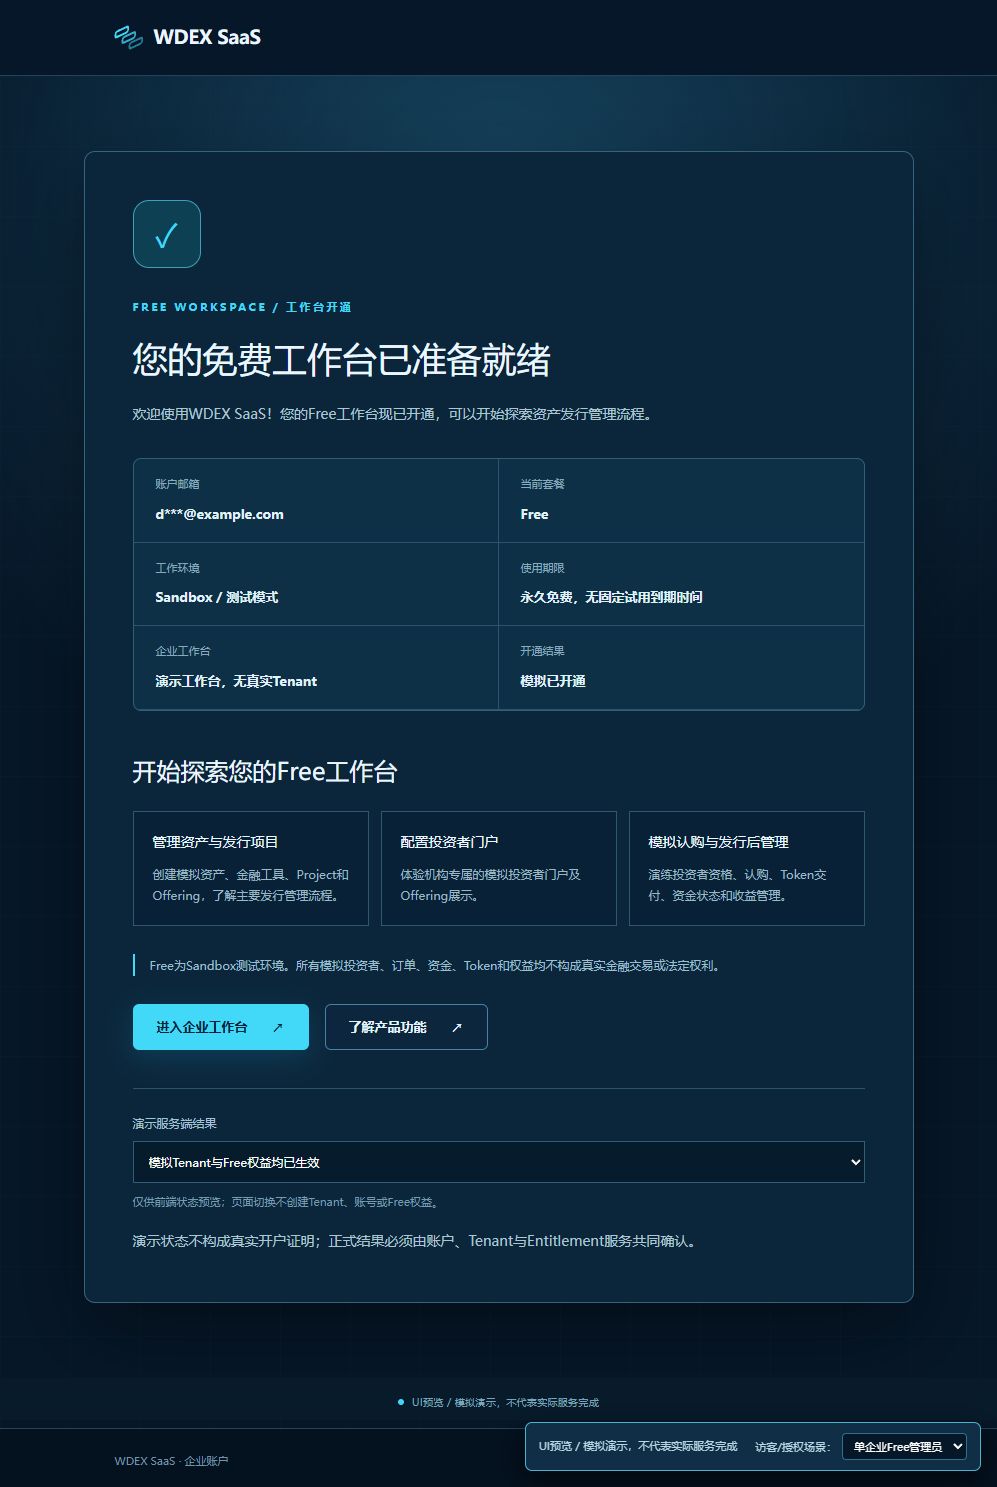 WDEX SaaS
✓
FREE WORKSPACE / 工作台开通
您的免费工作台已准备就绪
欢迎使用WDEX SaaS！您的Free工作台现已开通，可以开始探索资产发行管理流程。
账户邮箱
d***@example.com
当前套餐
Free
工作环境
Sandbox / 测试模式
使用期限
永久免费，无固定试用到期时间
企业工作台
演示工作台，无真实Tenant
开通结果
模拟已开通
开始探索您的Free工作台
管理资产与发行项目
创建模拟资产、金融工具、Project和
Offering，了解主要发行管理流程。
配置投资者门户
体验机构专属的模拟投资者门户及
Offering展示。
模拟认购与发行后管理
演练投资者资格、认购、Token交
付、资金状态和收益管理。
Free为Sandbox测试环境。所有模拟投资者、订单、资金、Token和权益均不构成真实金融交易或法定权利。
进入企业工作台 ↗
了解产品功能 ↗
演示服务端结果
模拟Tenant与Free权益均已生效
仅供前端状态预览；页面切换不创建Tenant、账号或Free权益。
演示状态不构成真实开户证明；正式结果必须由账户、Tenant与Entitlement服务共同确认。
UI预览 / 模拟演示，不代表实际服务完成
UI预览 / 模拟演示，不代表实际服务完成 访客/授权场景： 单企业Free管理员
WDEX SaaS · 企业账户